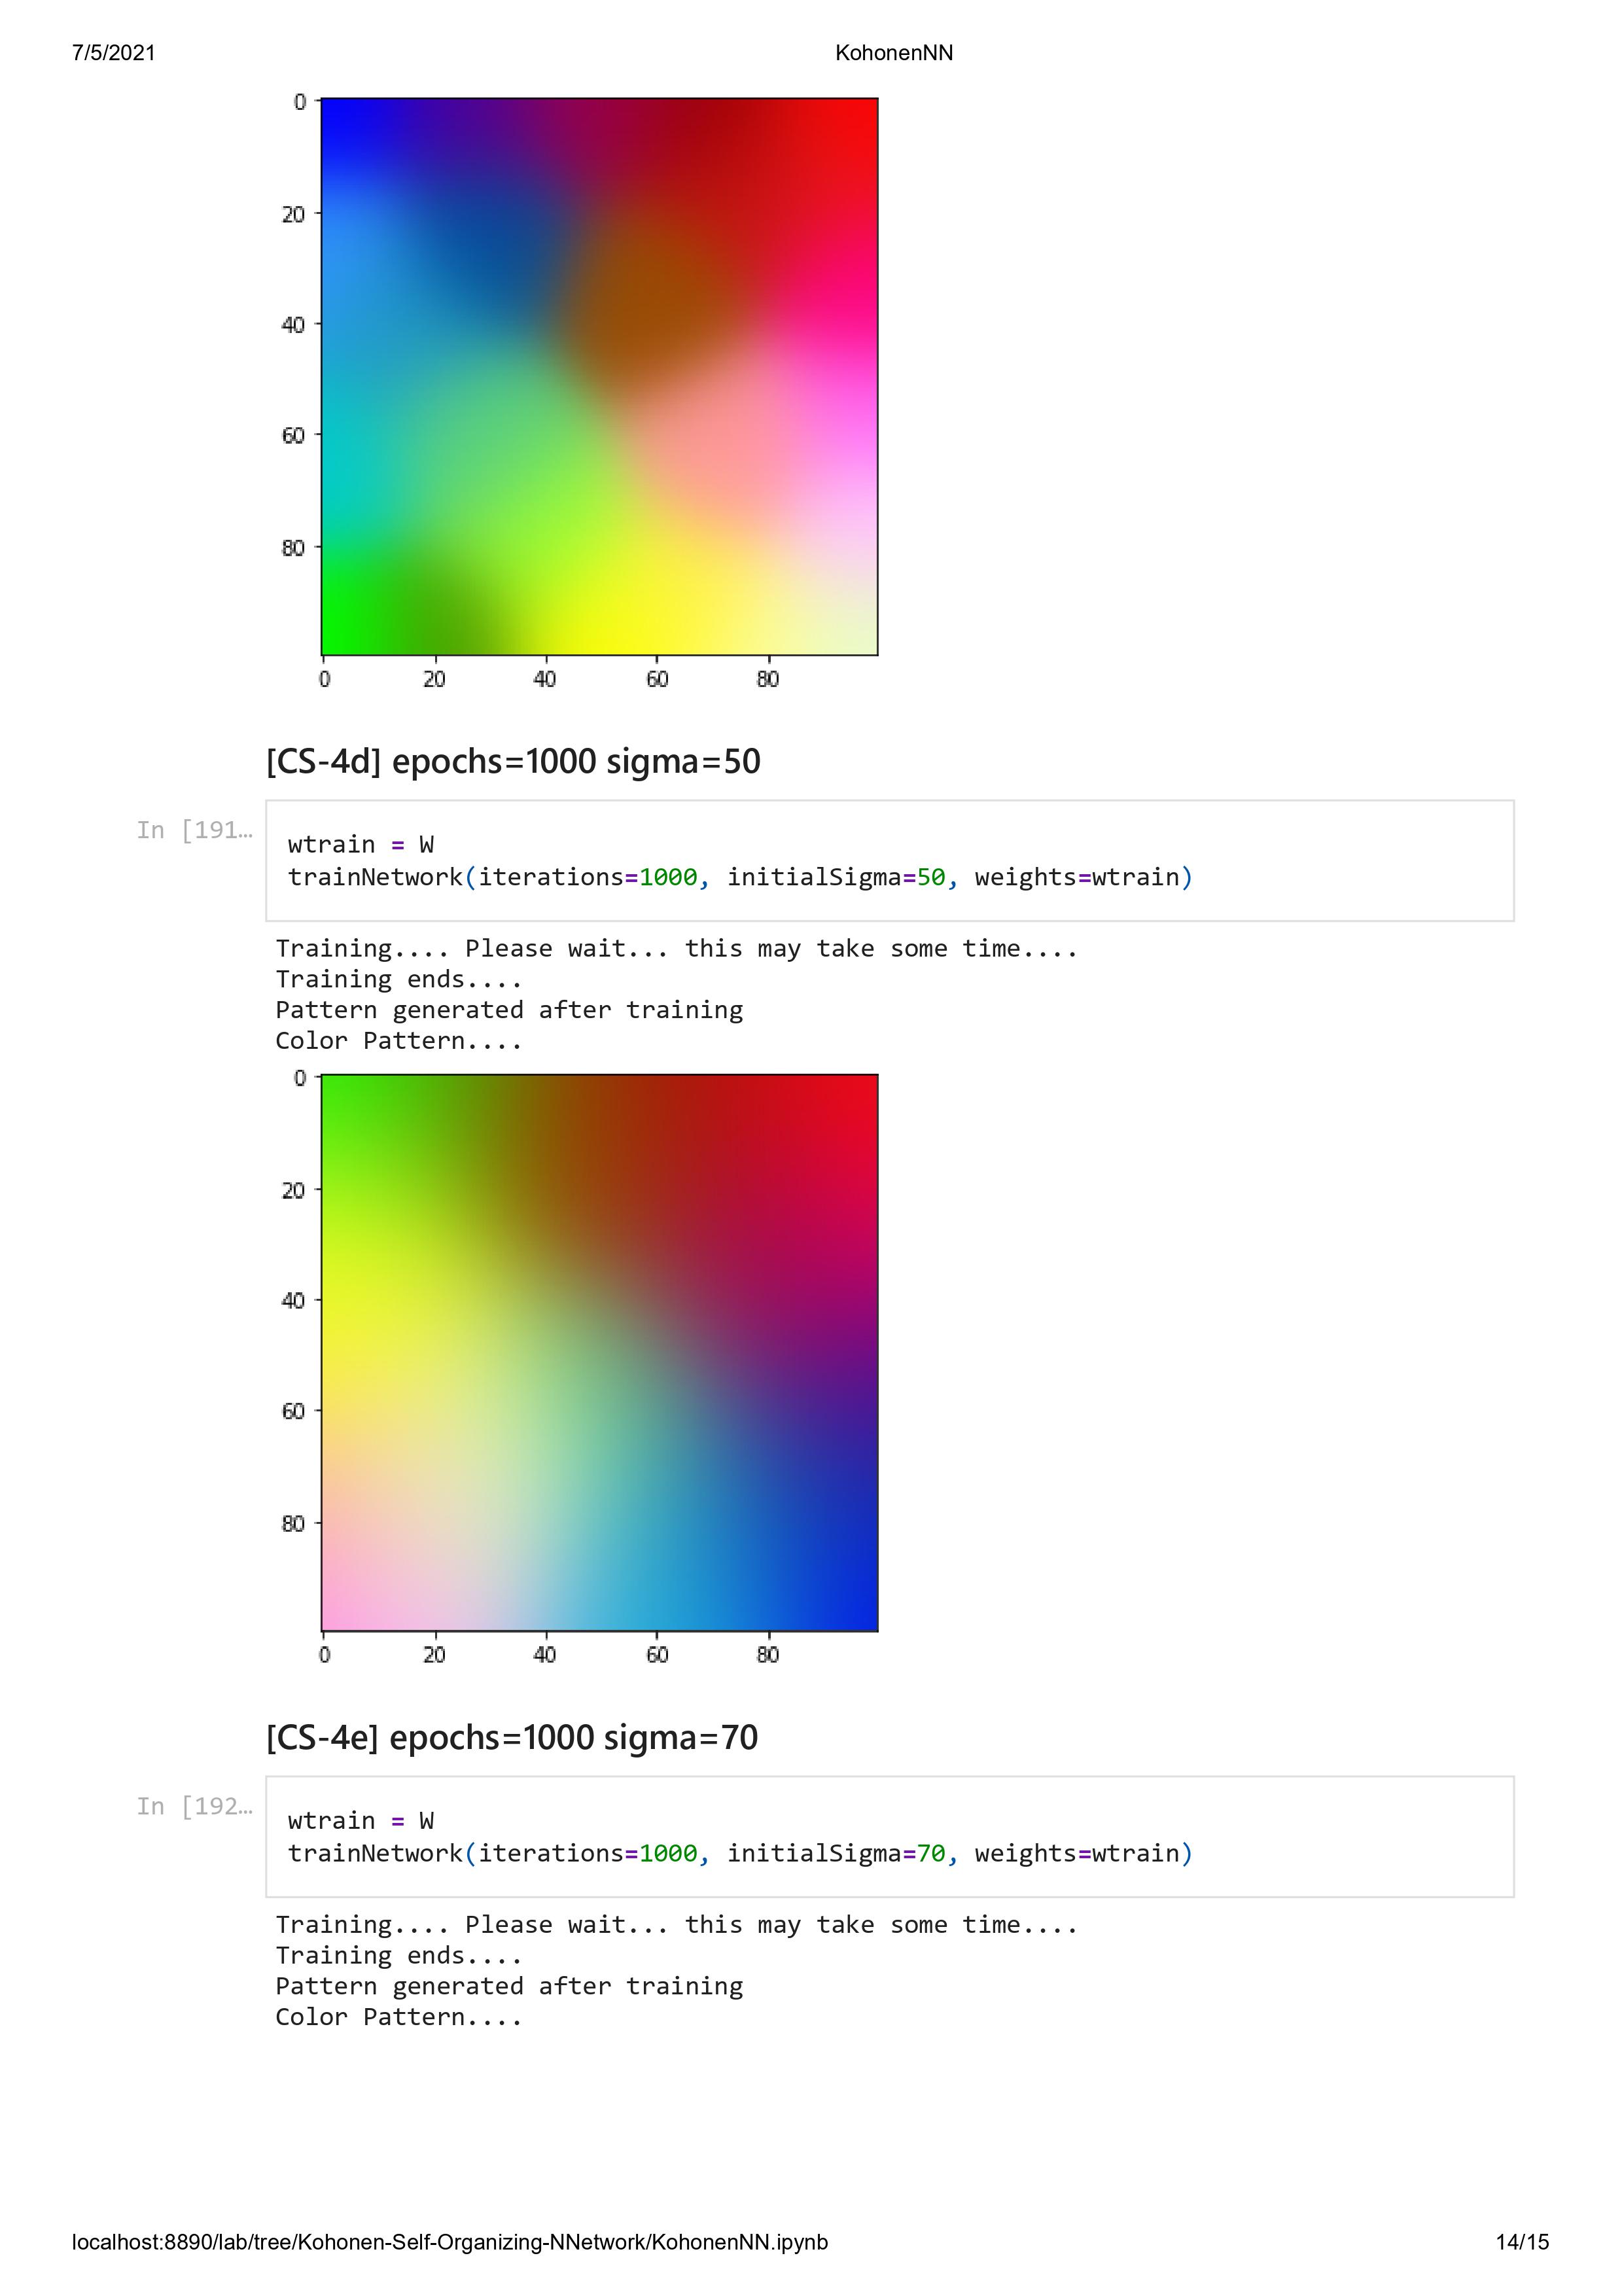 7/5/2021 KohonenNN
0
20
40
60
80
0 20 40 60 80
[CS-4d] epochs=1000 sigma=50
In [191…
wtrain = W
trainNetwork(iterations=1000, initialSigma=50, weights=wtrain)
Training.... Please wait... this may take some time....
Training ends....
Pattern generated after training
Color Pattern....
0
20
40
60
80
0 20 40 60 80
[CS-4e] epochs=1000 sigma=70
In [192…
wtrain = W
trainNetwork(iterations=1000, initialSigma=70, weights=wtrain)
Training.... Please wait... this may take some time....
Training ends....
Pattern generated after training
Color Pattern....
localhost:8890/lab/tree/Kohonen-Self-Organizing-NNetwork/KohonenNN.ipynb 14/15